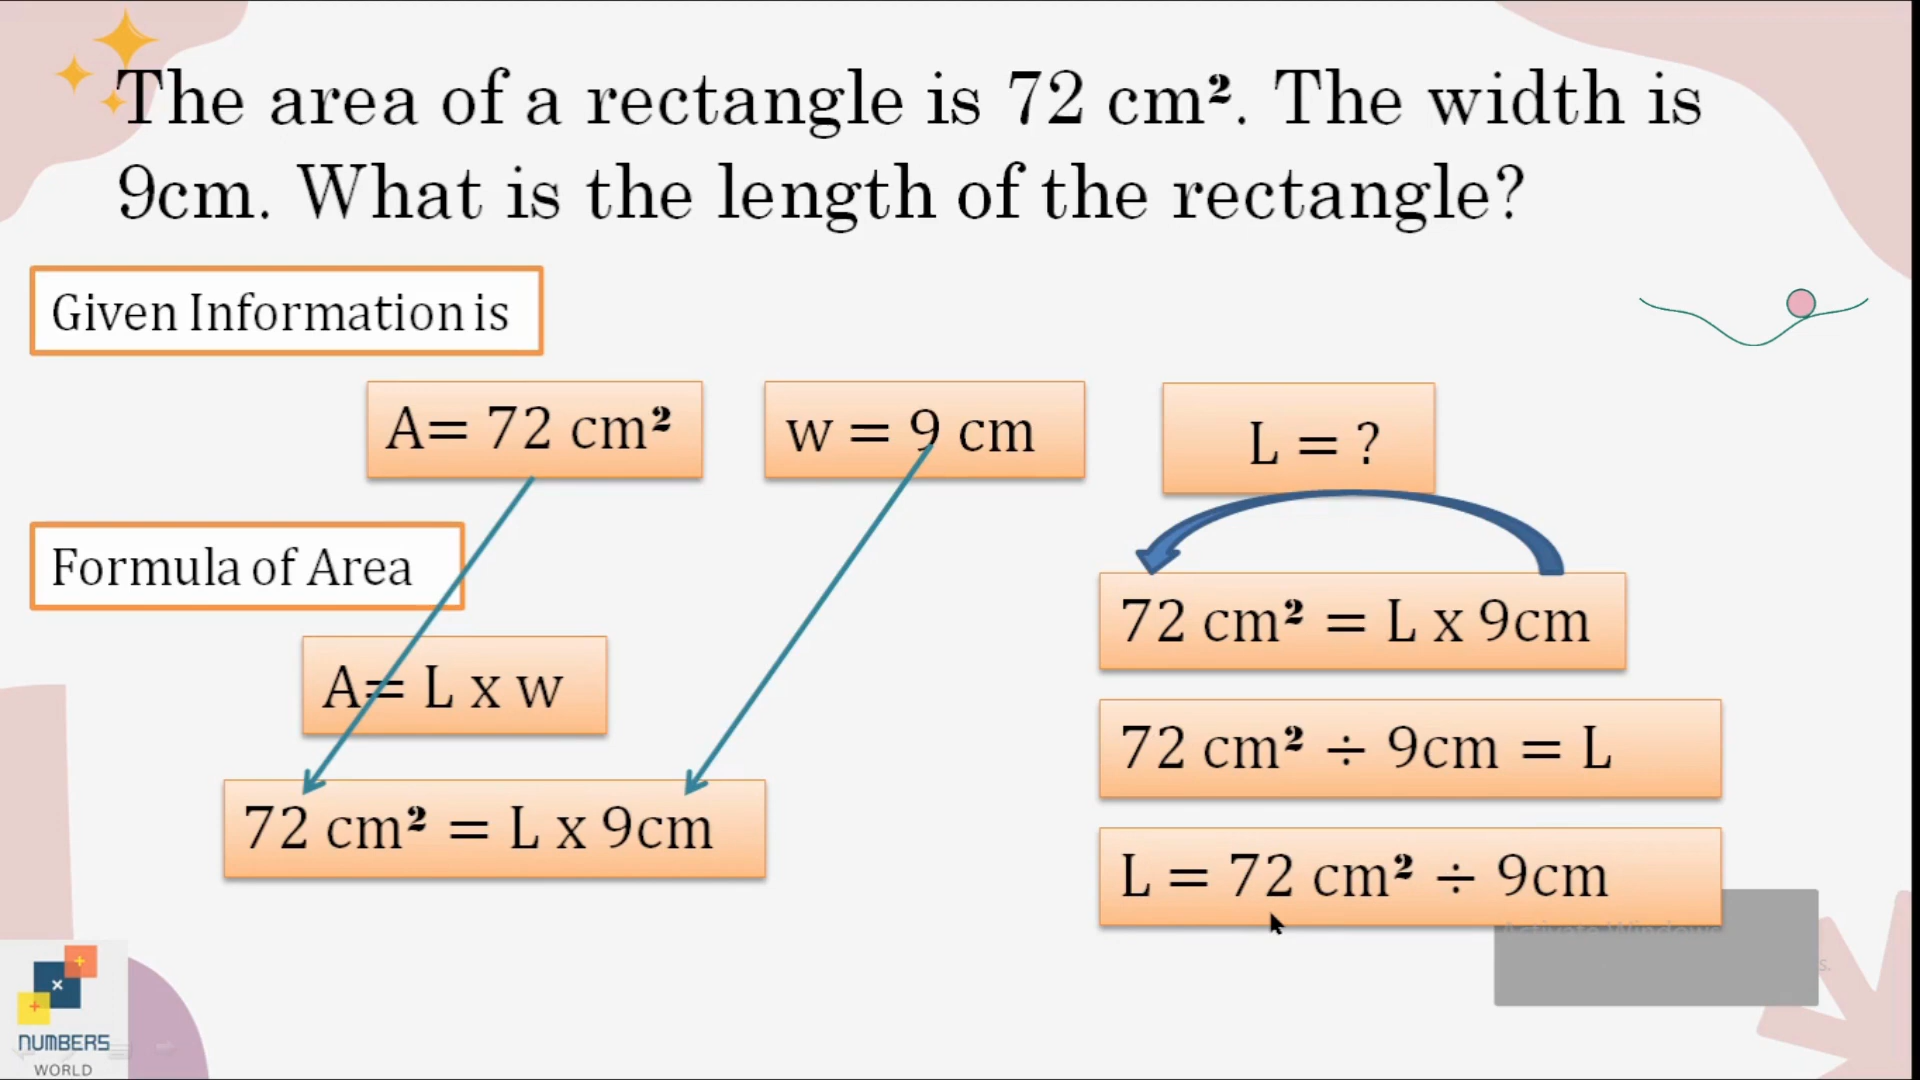 The area of a rectangle is 72 cm². The width is
9cm. What is the length of the rectangle?
Given Information is
A= 72 cm²
w = 9 cm
L = ?
Formula of Area
A= L x w
72 cm² = L x 9cm
72 cm² = L x 9cm
72 cm² ÷ 9cm = L
L = 72 cm² ÷ 9cm
NUMBERS
WORLD